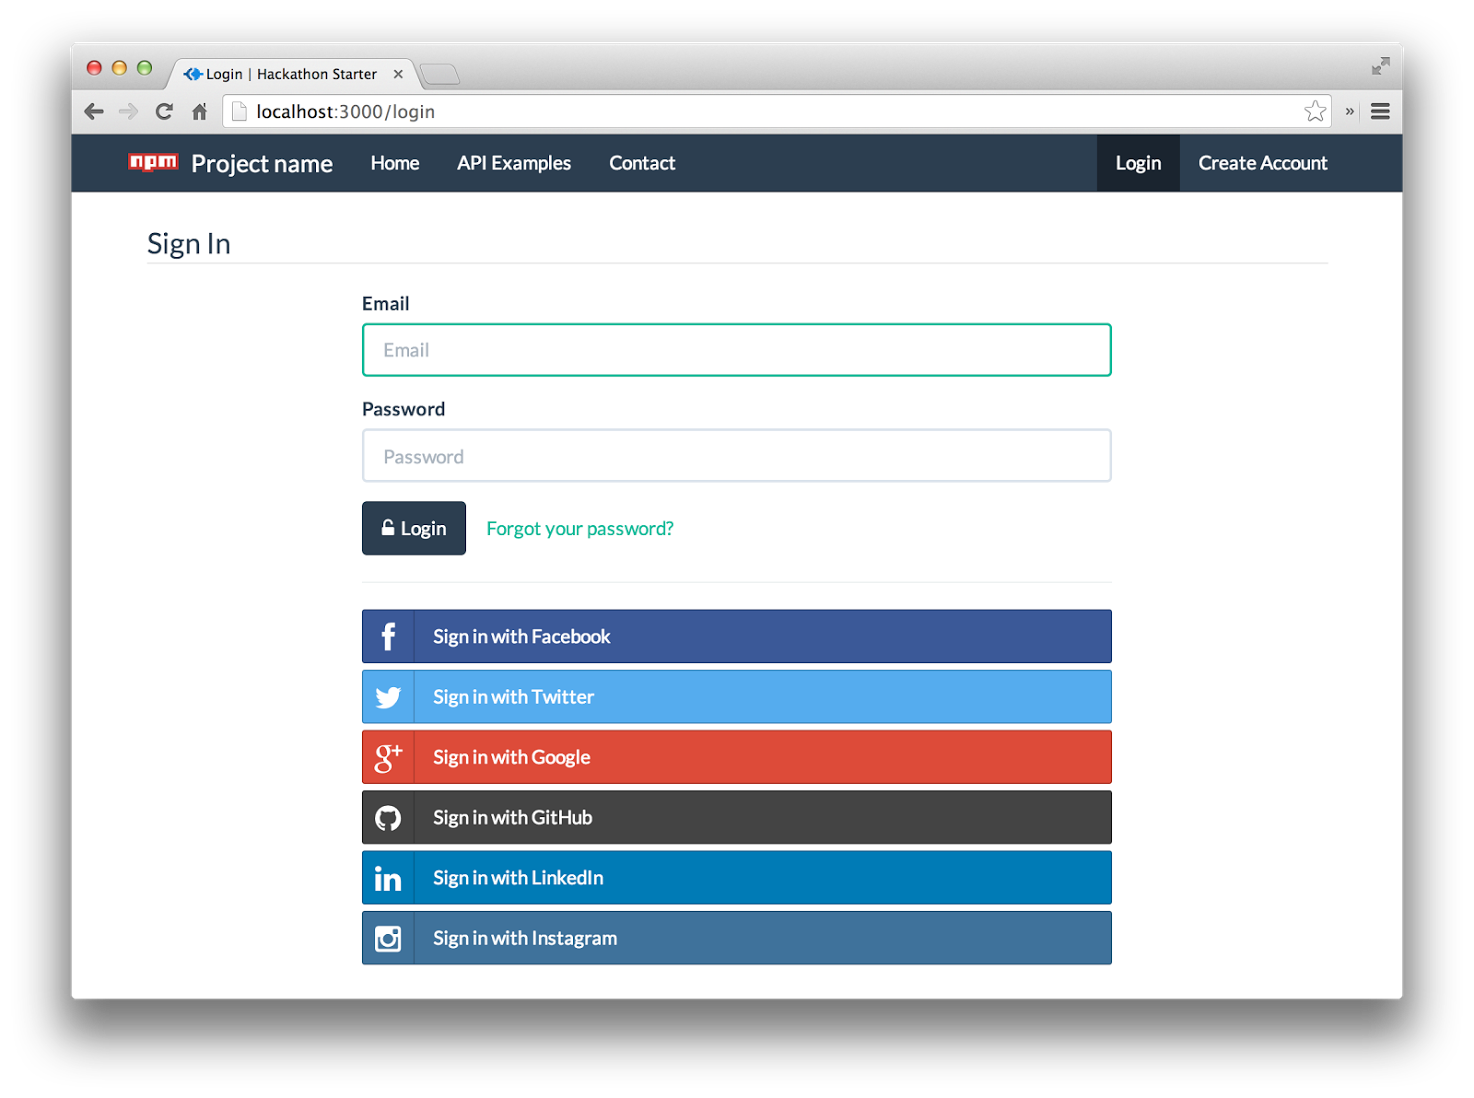 Login | Hackathon Starter
localhost:3000/login
npm Project name Home API Examples Contact Login Create Account
Sign In
Email
Email
Password
Password
Login Forgot your password?
Sign in with Facebook
Sign in with Twitter
Sign in with Google
Sign in with GitHub
Sign in with LinkedIn
Sign in with Instagram